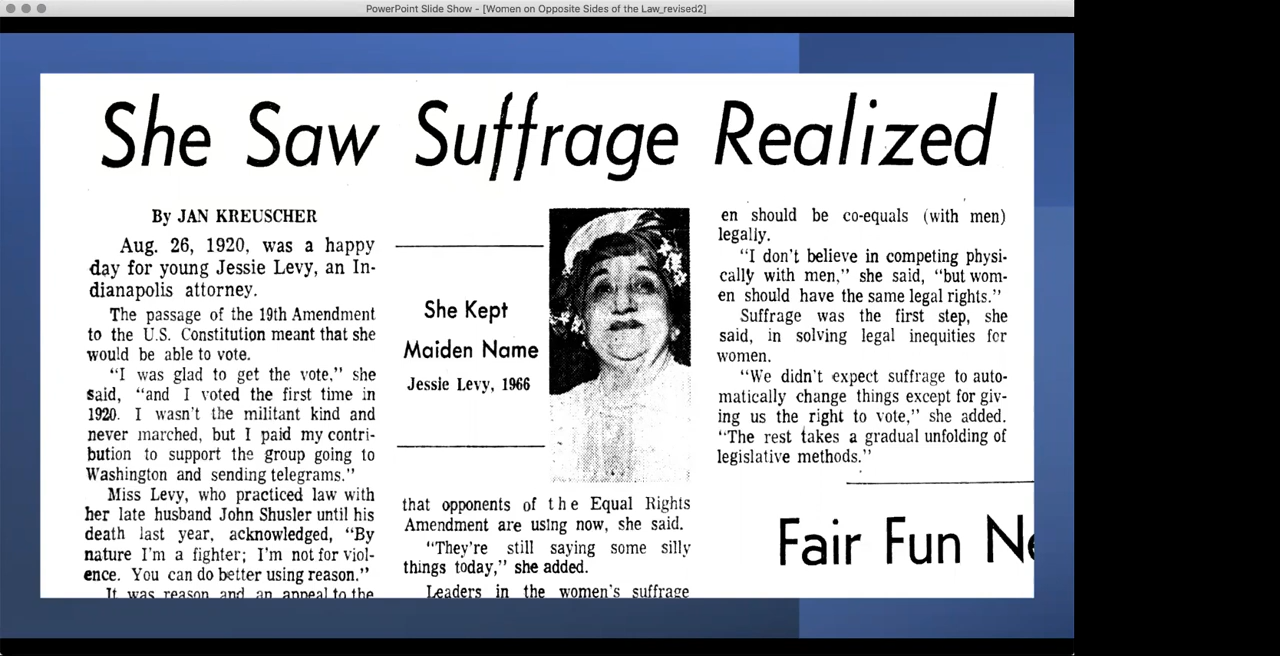 PowerPoint Slide Show - [Women on Opposite Sides of the Law_revised2]
She Saw Suffrage Realized
By JAN KREUSCHER
Aug. 26, 1920, was a happy
day for young Jessie Levy, an In-
dianapolis attorney.
The passage of the 19th Amendment
to the U.S. Constitution meant that she
would be able to vote.
"I was glad to get the vote," she
said, "and I voted the first time in
1920. I wasn't the militant kind and
never marched, but I paid my contri-
bution to support the group going to
Washington and sending telegrams."
Miss Levy, who practiced law with
her late husband John Shusler until his
death last year, acknowledged, "By
nature I'm a fighter; I'm not for viol-
ence. You can do better using reason."
It was reason and an appeal to the
She Kept
Maiden Name
Jessie Levy, 1966
that opponents of the Equal Rights
Amendment are using now, she said.
"They're still saying some silly
things today," she added.
Leaders in the women's suffrage
en should be co-equals (with men)
legally.
"I don't believe in competing physi-
cally with men," she said, "but wom-
en should have the same legal rights."
Suffrage was the first step, she
said, in solving legal inequities for
women.
"We didn't expect suffrage to auto-
matically change things except for giv-
ing us the right to vote," she added.
"The rest takes a gradual unfolding of
legislative methods."
Fair Fun Ne